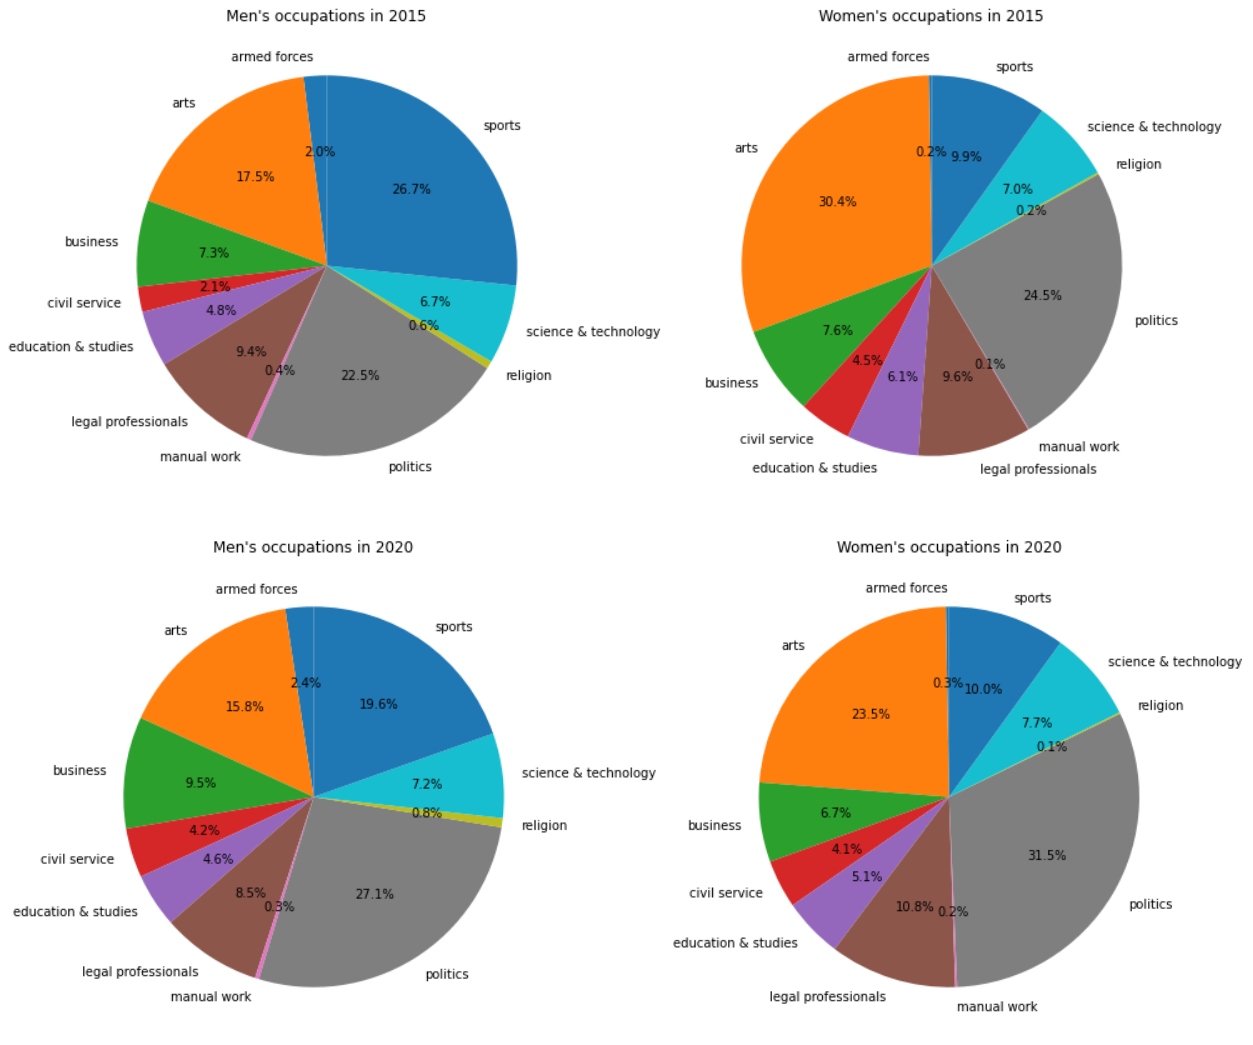 Men's occupations in 2015
armed forces
arts
sports
2.0%
17.5%
26.7%
business
7.3%
civil service
2.1%
4.8%
6.7%
0.6%
education & studies
science & technology
9.4%
0.4%
22.5%
religion
legal professionals
manual work
politics
Women's occupations in 2015
armed forces
sports
science & technology
arts
religion
0.2%
9.9%
7.0%
30.4%
0.2%
24.5%
politics
7.6%
4.5%
6.1%
9.6%
0.1%
business
civil service
manual work
education & studies
legal professionals
Men's occupations in 2020
armed forces
arts
sports
2.4%
15.8%
19.6%
business
science & technology
9.5%
7.2%
0.8%
religion
4.2%
civil service
4.6%
8.5%
0.3%
27.1%
education & studies
legal professionals
politics
manual work
Women's occupations in 2020
armed forces
sports
arts
science & technology
0.3%
10.0%
religion
23.5%
7.7%
0.1%
business
6.7%
4.1%
31.5%
5.1%
civil service
10.8%
0.2%
politics
education & studies
legal professionals
manual work